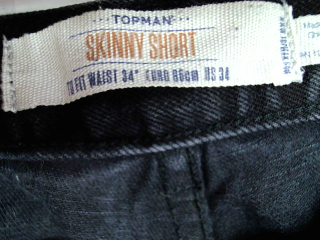 TOPMAN
SKINNY SHORT
TO FIT WAIST 34" EURO 86cm US 34